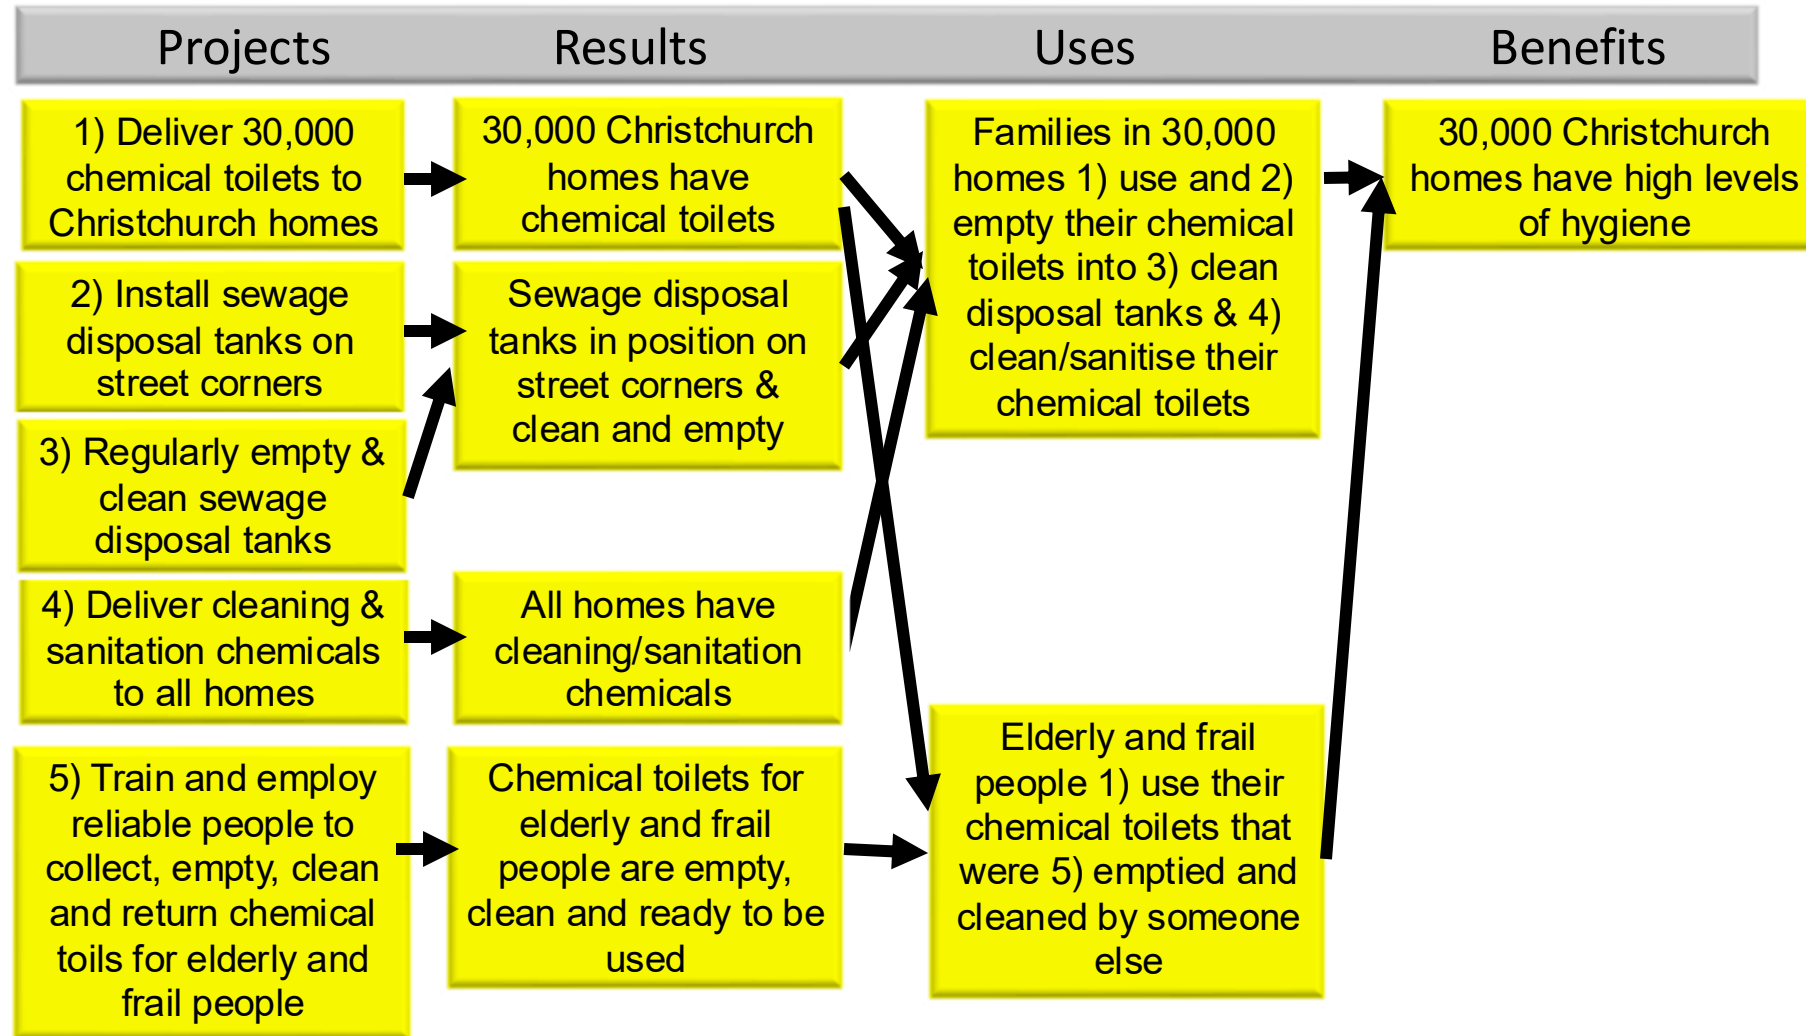 Projects Results Uses Benefits
1) Deliver 30,000
chemical toilets to
Christchurch homes
30,000 Christchurch
homes have
chemical toilets
Families in 30,000
homes 1) use and 2)
empty their chemical
toilets into 3) clean
disposal tanks & 4)
clean/sanitise their
chemical toilets
30,000 Christchurch
homes have high levels
of hygiene
2) Install sewage
disposal tanks on
street corners
Sewage disposal
tanks in position on
street corners &
clean and empty
3) Regularly empty &
clean sewage
disposal tanks
4) Deliver cleaning &
sanitation chemicals
to all homes
All homes have
cleaning/sanitation
chemicals
5) Train and employ
reliable people to
collect, empty, clean
and return chemical
toils for elderly and
frail people
Chemical toilets for
elderly and frail
people are empty,
clean and ready to be
used
Elderly and frail
people 1) use their
chemical toilets that
were 5) emptied and
cleaned by someone
else